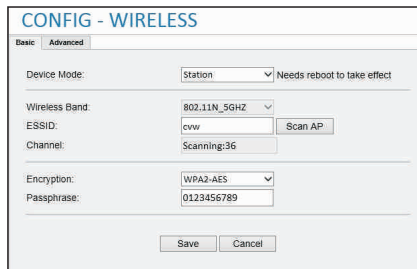 CONFIG - WIRELESS
Basic Advanced
Device Mode: Station Needs reboot to take effect
Wireless Band: 802.11N_5GHZ
ESSID: cvw Scan AP
Channel: Scanning:36
Encryption: WPA2-AES
Passphrase: 0123456789
Save Cancel